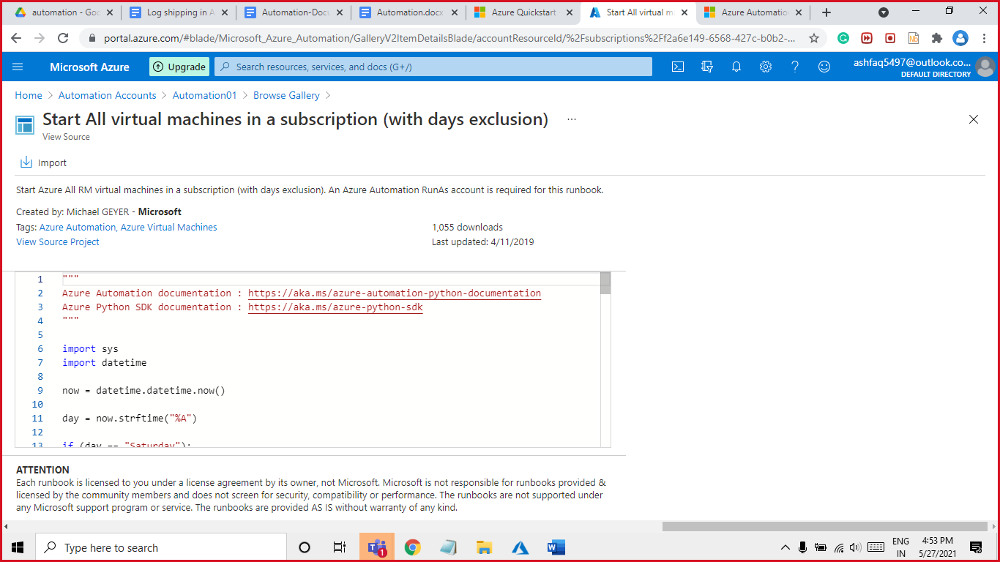 automation - Goo
Log shipping in A
Automation-Docu
Automation.docx
Azure Quickstart
Start All virtual m
Azure Automatio
portal.azure.com/#blade/Microsoft_Azure_Automation/GalleryV2ItemDetailsBlade/accountResourceId/%2Fsubscriptions%2Ff2a6e149-6568-427c-b0b2-...
Microsoft Azure
Upgrade
Search resources, services, and docs (G+/)
ashfaq5497@outlook.co...
DEFAULT DIRECTORY
Home > Automation Accounts > Automation01 > Browse Gallery >
Start All virtual machines in a subscription (with days exclusion) ...
View Source
Import
Start Azure All RM virtual machines in a subscription (with days exclusion). An Azure Automation RunAs account is required for this runbook.
Created by: Michael GEYER - Microsoft
Tags: Azure Automation, Azure Virtual Machines
1,055 downloads
View Source Project
Last updated: 4/11/2019
1 """
2 Azure Automation documentation : https://aka.ms/azure-automation-python-documentation
3 Azure Python SDK documentation : https://aka.ms/azure-python-sdk
4 """
5
6 import sys
7 import datetime
8
9 now = datetime.datetime.now()
10
11 day = now.strftime("%A")
12
13 if (day == "Saturday"):
ATTENTION
Each runbook is licensed to you under a license agreement by its owner, not Microsoft. Microsoft is not responsible for runbooks provided &
licensed by the community members and does not screen for security, compatibility or performance. The runbooks are not supported under
any Microsoft support program or service. The runbooks are provided AS IS without warranty of any kind.
Type here to search
1
ENG
IN
4:53 PM
5/27/2021